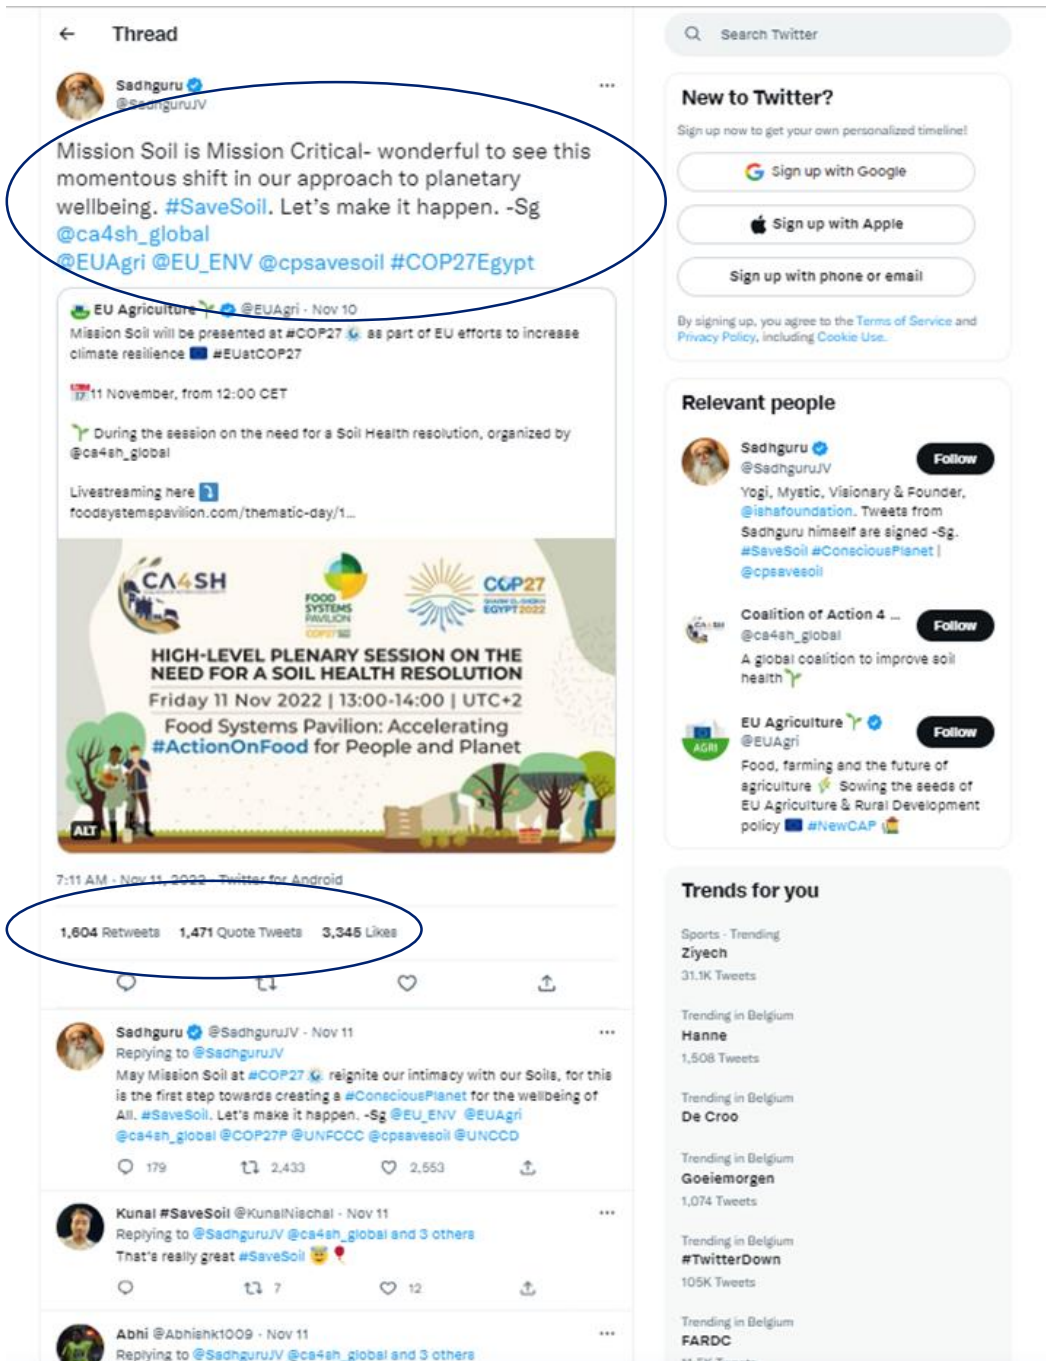 Thread
Sadhguru
@SadhguruJV
Mission Soil is Mission Critical- wonderful to see this
momentous shift in our approach to planetary
wellbeing. #SaveSoil. Let's make it happen. -Sg
@ca4sh_global
@EUAgri @EU_ENV @cpsavesoil #COP27Egypt
EU Agriculture @EUAgri · Nov 10
Mission Soil will be presented at #COP27 as part of EU efforts to increase
climate resilience #EUatCOP27
11 November, from 12:00 CET
During the session on the need for a Soil Health resolution, organized by
@ca4sh_global
Livestreaming here
foodsystemspavilion.com/thematic-day/1...
CA4SH
FOOD
SYSTEMS
PAVILION
COP27
COP27
SHARM EL-SHEIKH
EGYPT 2022
HIGH-LEVEL PLENARY SESSION ON THE
NEED FOR A SOIL HEALTH RESOLUTION
Friday 11 Nov 2022 | 13:00-14:00 | UTC+2
Food Systems Pavilion: Accelerating
#ActionOnFood for People and Planet
ALT
7:11 AM · Nov 11, 2022 · Twitter for Android
1,604 Retweets 1,471 Quote Tweets 3,345 Likes
Sadhguru @SadhguruJV · Nov 11
Replying to @SadhguruJV
May Mission Soil at #COP27 reignite our intimacy with our Soils, for this
is the first step towards creating a #ConsciousPlanet for the wellbeing of
All. #SaveSoil. Let's make it happen. -Sg @EU_ENV @EUAgri
@ca4sh_global @COP27P @UNFCCC @cpsavesoil @UNCCD
179 2,433 2,553
Kunal #SaveSoil @KunalNischal · Nov 11
Replying to @SadhguruJV @ca4sh_global and 3 others
That's really great #SaveSoil
7 12
Abhi @Abhishk1009 · Nov 11
Replying to @SadhguruJV @ca4sh_global and 3 others
Search Twitter
New to Twitter?
Sign up now to get your own personalized timeline!
Sign up with Google
Sign up with Apple
Sign up with phone or email
By signing up, you agree to the Terms of Service and
Privacy Policy, including Cookie Use.
Relevant people
Sadhguru
@SadhguruJV
Follow
Yogi, Mystic, Visionary & Founder,
@ishafoundation. Tweets from
Sadhguru himself are signed -Sg.
#SaveSoil #ConsciousPlanet |
@cpsavesoil
CA4SH
Coalition of Action 4 ...
@ca4sh_global
Follow
A global coalition to improve soil
health
AGRI
EU Agriculture
@EUAgri
Follow
Food, farming and the future of
agriculture Sowing the seeds of
EU Agriculture & Rural Development
policy #NewCAP
Trends for you
Sports · Trending
Ziyech
31.1K Tweets
Trending in Belgium
Hanne
1,508 Tweets
Trending in Belgium
De Croo
Trending in Belgium
Goeiemorgen
1,074 Tweets
Trending in Belgium
#TwitterDown
105K Tweets
Trending in Belgium
FARDC